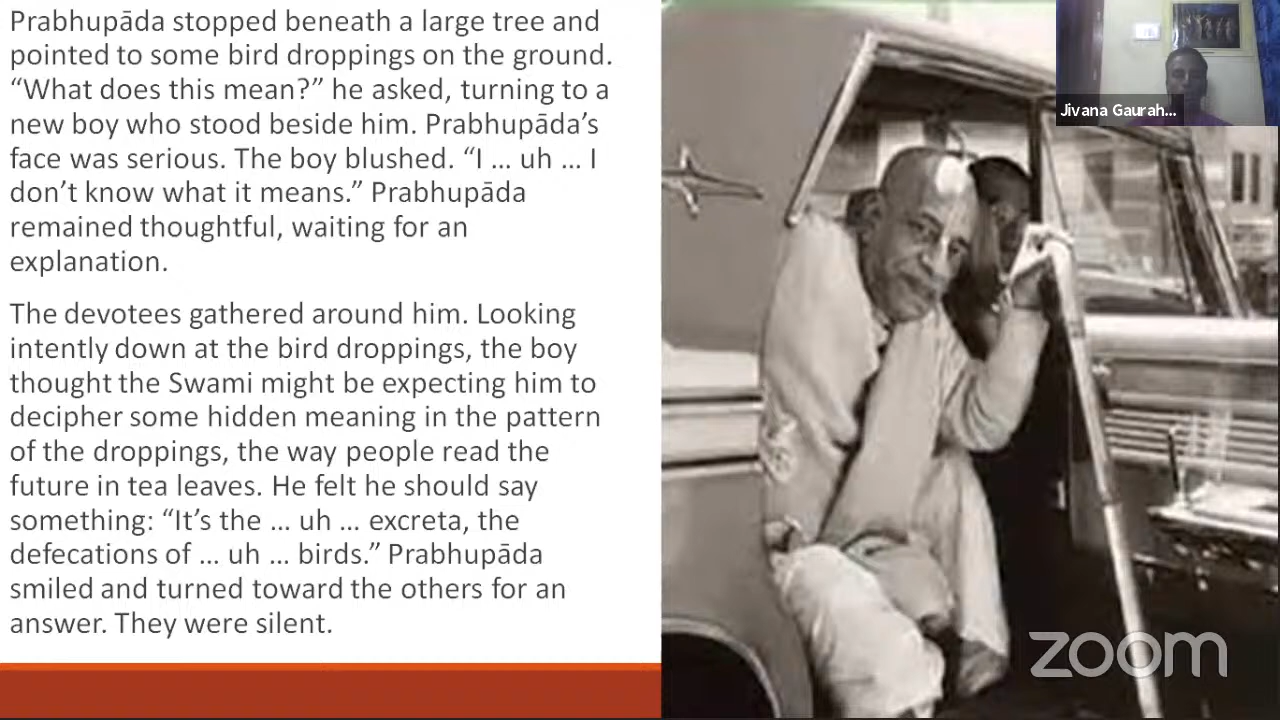 Prabhupāda stopped beneath a large tree and
pointed to some bird droppings on the ground.
“What does this mean?” he asked, turning to a
new boy who stood beside him. Prabhupāda’s
face was serious. The boy blushed. “I … uh … I
don’t know what it means.” Prabhupāda
remained thoughtful, waiting for an
explanation.
The devotees gathered around him. Looking
intently down at the bird droppings, the boy
thought the Swami might be expecting him to
decipher some hidden meaning in the pattern
of the droppings, the way people read the
future in tea leaves. He felt he should say
something: “It’s the … uh … excreta, the
defecations of … uh … birds.” Prabhupāda
smiled and turned toward the others for an
answer. They were silent.
Jivana Gaurah...
zoom